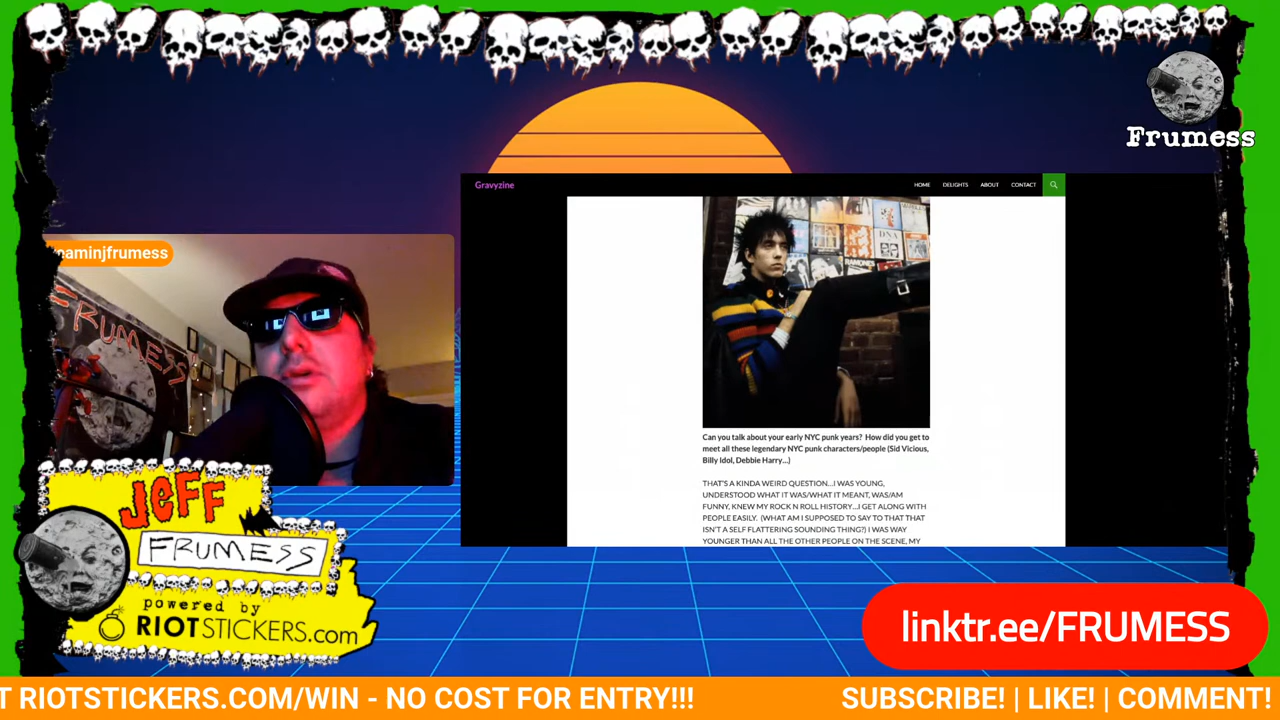 Frumess
Gravyzine
HOME DELIGHTS ABOUT CONTACT
aminjfrumess
FRUMESS
RAMONES
DNA
Can you talk about your early NYC punk years? How did you get to
meet all these legendary NYC punk characters/people (Sid Vicious,
Billy Idol, Debbie Harry...)
THAT'S A KINDA WEIRD QUESTION...I WAS YOUNG,
UNDERSTOOD WHAT IT WAS/WHAT IT MEANT, WAS/AM
FUNNY, KNEW MY ROCK N ROLL HISTORY...I GET ALONG WITH
PEOPLE EASILY. (WHAT AM I SUPPOSED TO SAY TO THAT THAT
ISN'T A SELF FLATTERING SOUNDING THING?) I WAS WAY
YOUNGER THAN ALL THE OTHER PEOPLE ON THE SCENE, MY
JEFF
FRUMESS
powered by
RIOTSTICKERS.com
linktr.ee/FRUMESS
T RIOTSTICKERS.COM/WIN - NO COST FOR ENTRY!!!
SUBSCRIBE! | LIKE! | COMMENT!